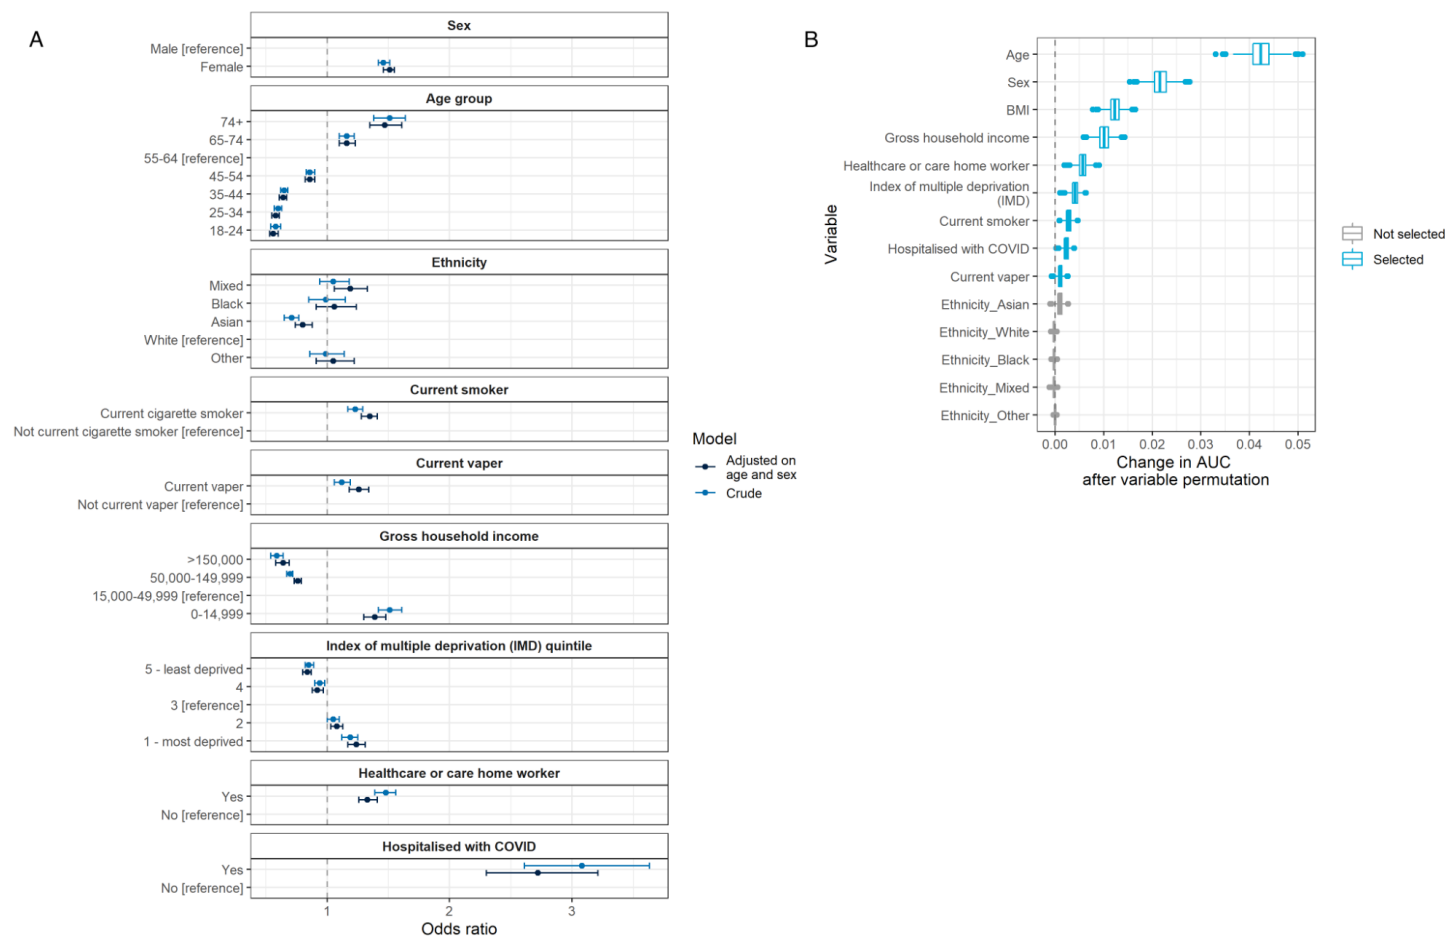 A
Sex
Male [reference]
Female
Age group
74+
65-74
55-64 [reference]
45-54
35-44
25-34
18-24
Ethnicity
Mixed
Black
Asian
White [reference]
Other
Current smoker
Current cigarette smoker
Not current cigarette smoker [reference]
Current vaper
Current vaper
Not current vaper [reference]
Gross household income
>150,000
50,000-149,999
15,000-49,999 [reference]
0-14,999
Index of multiple deprivation (IMD) quintile
5 - least deprived
4
3 [reference]
2
1 - most deprived
Healthcare or care home worker
Yes
No [reference]
Hospitalised with COVID
Yes
No [reference]
1 2 3
Odds ratio
Model
Adjusted on
age and sex
Crude
B
Variable
Age
Sex
BMI
Gross household income
Healthcare or care home worker
Index of multiple deprivation
(IMD)
Current smoker
Hospitalised with COVID
Current vaper
Ethnicity_Asian
Ethnicity_White
Ethnicity_Black
Ethnicity_Mixed
Ethnicity_Other
0.00 0.01 0.02 0.03 0.04 0.05
Change in AUC
after variable permutation
Not selected
Selected